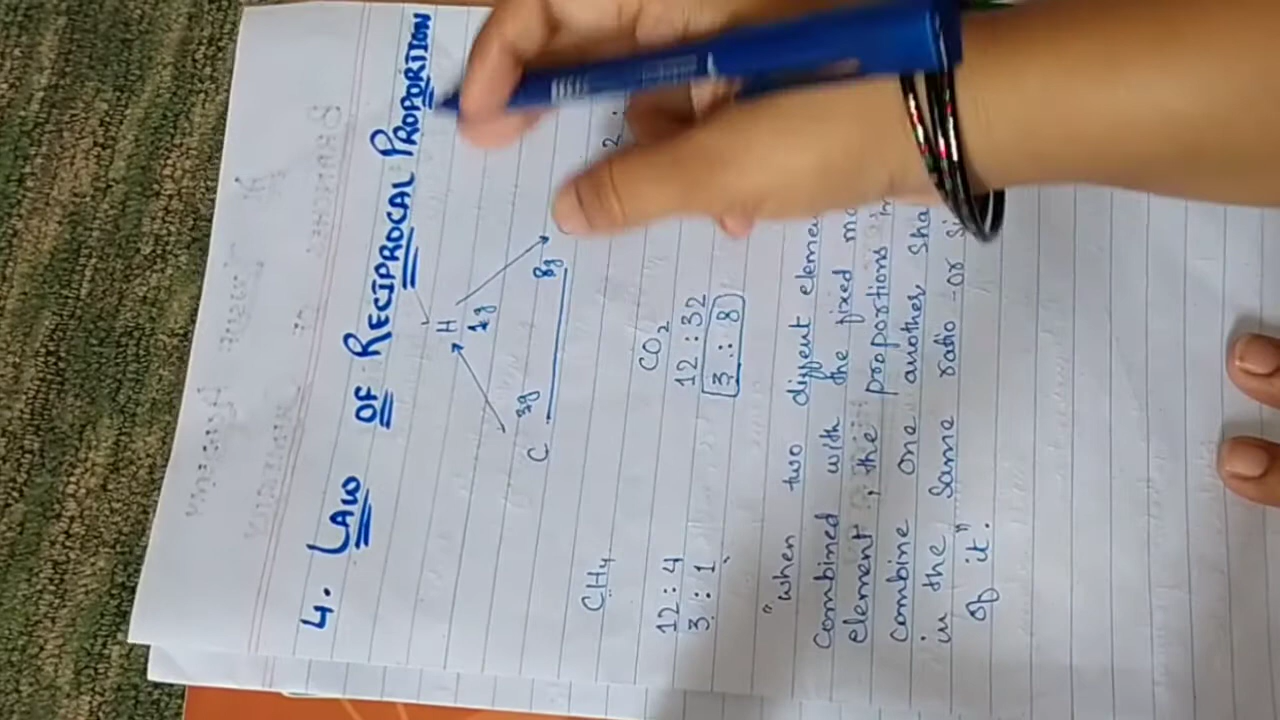 4. LAW OF RECIPROCAL PROPORTION
H
1g
C 3g 8g
CH4 CO2 2
12 : 4 12 : 32
3 : 1 3 : 8
"when two differt
combined with the fixed
element, the proportions in
combine one another sha
in the same ratio -or
of it".